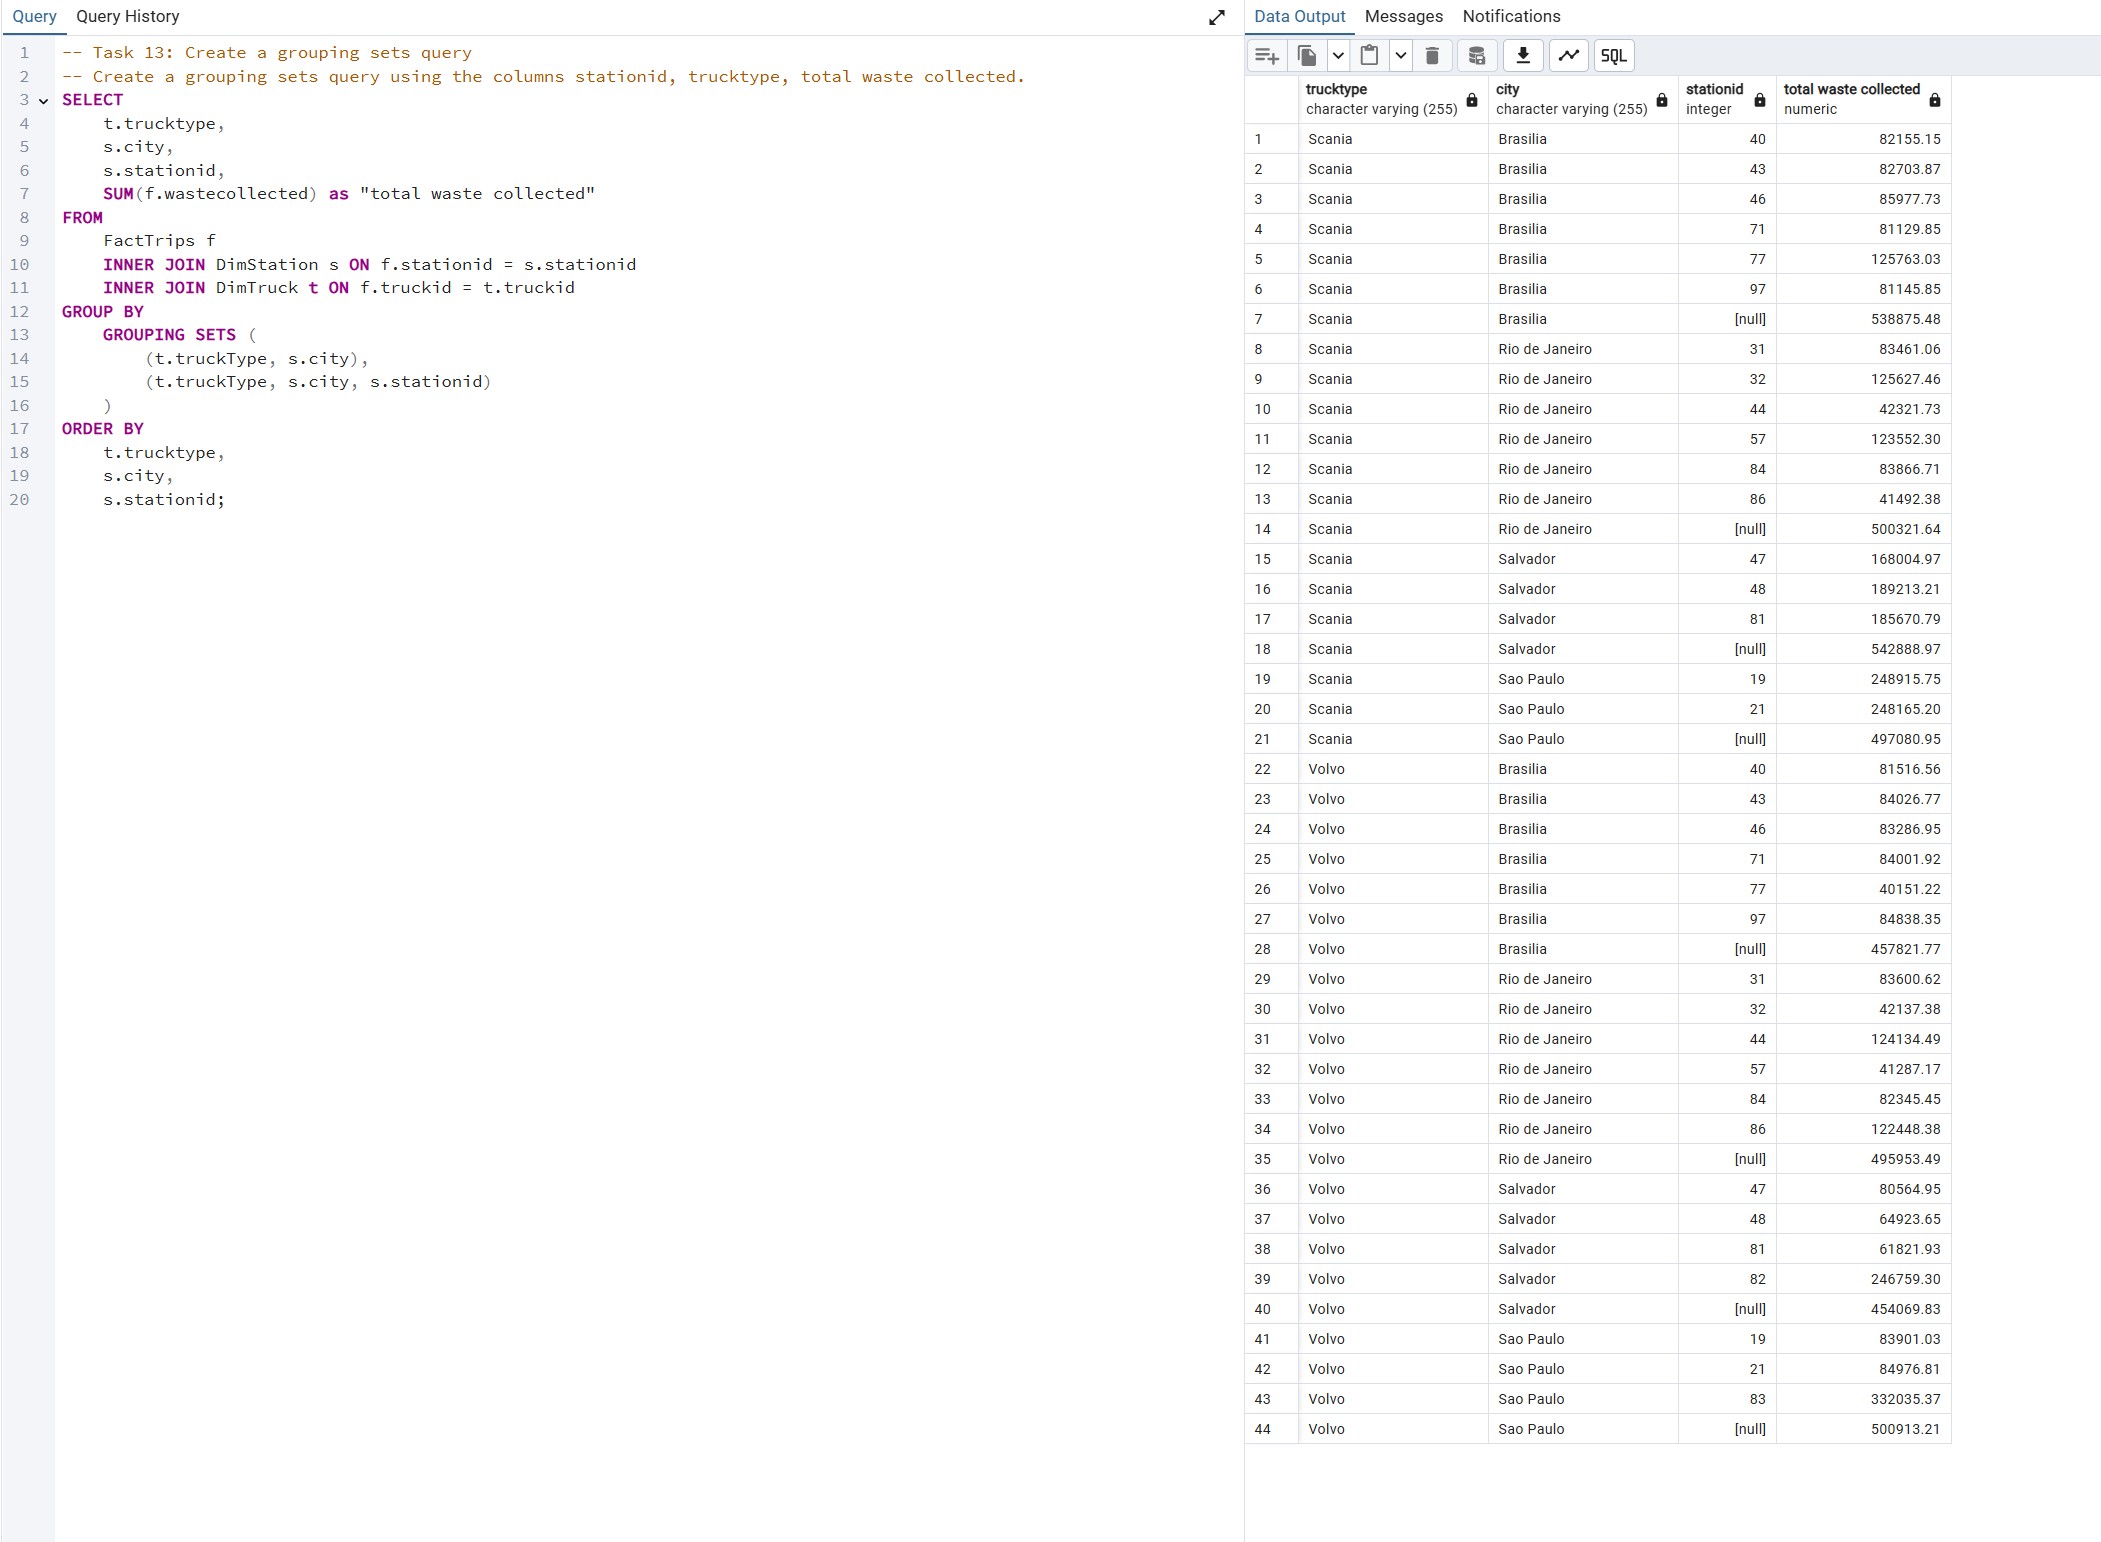 Query Query History
1 -- Task 13: Create a grouping sets query
2 -- Create a grouping sets query using the columns stationid, trucktype, total waste collected.
3 SELECT
4 t.trucktype,
5 s.city,
6 s.stationid,
7 SUM(f.wastecollected) as "total waste collected"
8 FROM
9 FactTrips f
10 INNER JOIN DimStation s ON f.stationid = s.stationid
11 INNER JOIN DimTruck t ON f.truckid = t.truckid
12 GROUP BY
13 GROUPING SETS (
14 (t.truckType, s.city),
15 (t.truckType, s.city, s.stationid)
16 )
17 ORDER BY
18 t.trucktype,
19 s.city,
20 s.stationid;
Data Output Messages Notifications
SQL
trucktype city stationid total waste collected
character varying (255) character varying (255) integer numeric
1 Scania Brasilia 40 82155.15
2 Scania Brasilia 43 82703.87
3 Scania Brasilia 46 85977.73
4 Scania Brasilia 71 81129.85
5 Scania Brasilia 77 125763.03
6 Scania Brasilia 97 81145.85
7 Scania Brasilia [null] 538875.48
8 Scania Rio de Janeiro 31 83461.06
9 Scania Rio de Janeiro 32 125627.46
10 Scania Rio de Janeiro 44 42321.73
11 Scania Rio de Janeiro 57 123552.30
12 Scania Rio de Janeiro 84 83866.71
13 Scania Rio de Janeiro 86 41492.38
14 Scania Rio de Janeiro [null] 500321.64
15 Scania Salvador 47 168004.97
16 Scania Salvador 48 189213.21
17 Scania Salvador 81 185670.79
18 Scania Salvador [null] 542888.97
19 Scania Sao Paulo 19 248915.75
20 Scania Sao Paulo 21 248165.20
21 Scania Sao Paulo [null] 497080.95
22 Volvo Brasilia 40 81516.56
23 Volvo Brasilia 43 84026.77
24 Volvo Brasilia 46 83286.95
25 Volvo Brasilia 71 84001.92
26 Volvo Brasilia 77 40151.22
27 Volvo Brasilia 97 84838.35
28 Volvo Brasilia [null] 457821.77
29 Volvo Rio de Janeiro 31 83600.62
30 Volvo Rio de Janeiro 32 42137.38
31 Volvo Rio de Janeiro 44 124134.49
32 Volvo Rio de Janeiro 57 41287.17
33 Volvo Rio de Janeiro 84 82345.45
34 Volvo Rio de Janeiro 86 122448.38
35 Volvo Rio de Janeiro [null] 495953.49
36 Volvo Salvador 47 80564.95
37 Volvo Salvador 48 64923.65
38 Volvo Salvador 81 61821.93
39 Volvo Salvador 82 246759.30
40 Volvo Salvador [null] 454069.83
41 Volvo Sao Paulo 19 83901.03
42 Volvo Sao Paulo 21 84976.81
43 Volvo Sao Paulo 83 332035.37
44 Volvo Sao Paulo [null] 500913.21